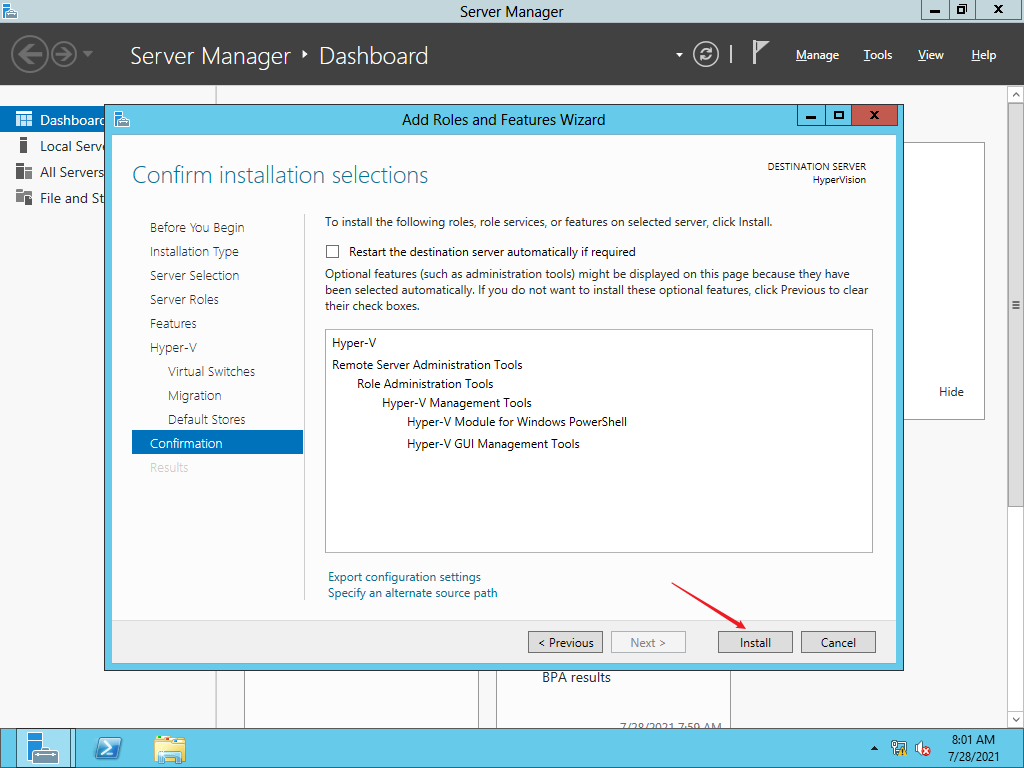 Server Manager
Server Manager ‣ Dashboard
Manage
Tools
View
Help
Dashboard
Local Serve
All Servers
File and St
Add Roles and Features Wizard
Confirm installation selections
DESTINATION SERVER
HyperVision
Before You Begin
Installation Type
Server Selection
Server Roles
Features
Hyper-V
Virtual Switches
Migration
Default Stores
Confirmation
Results
To install the following roles, role services, or features on selected server, click Install.
Restart the destination server automatically if required
Optional features (such as administration tools) might be displayed on this page because they have
been selected automatically. If you do not want to install these optional features, click Previous to clear
their check boxes.
Hyper-V
Remote Server Administration Tools
Role Administration Tools
Hyper-V Management Tools
Hyper-V Module for Windows PowerShell
Hyper-V GUI Management Tools
Export configuration settings
Specify an alternate source path
< Previous
Next >
Install
Cancel
Hide
BPA results
7/28/2021 7:59 AM
8:01 AM
7/28/2021